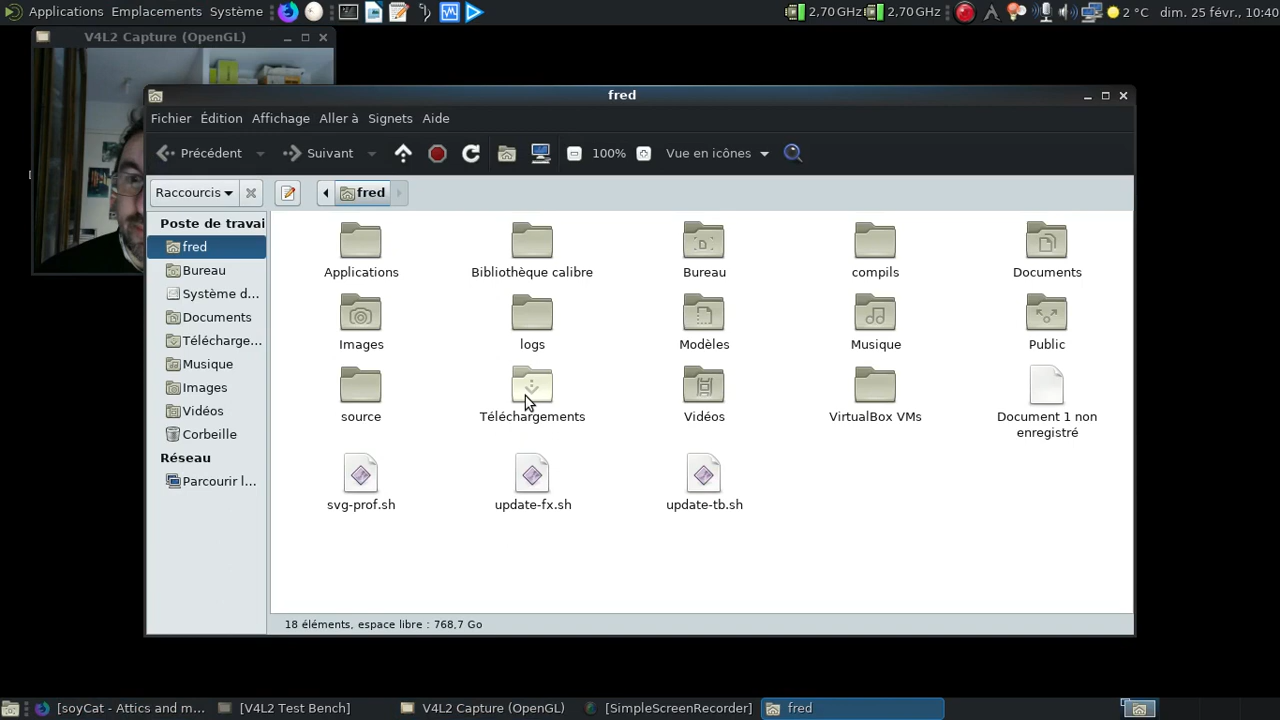 Applications Emplacements Système 2,70 GHz 2,70 GHz 2 °C dim. 25 févr., 10:40
V4L2 Capture (OpenGL)
fred
Fichier Édition Affichage Aller à Signets Aide
Précédent Suivant 100% Vue en icônes
Raccourcis fred
Poste de travai
fred
Bureau
Système d...
Documents
Télécharge...
Musique
Images
Vidéos
Corbeille
Réseau
Parcourir l...
Applications Bibliothèque calibre Bureau compils Documents
Images logs Modèles Musique Public
source Téléchargements Vidéos VirtualBox VMs Document 1 non
enregistré
svg-prof.sh update-fx.sh update-tb.sh
18 éléments, espace libre : 768,7 Go
[soyCat - Attics and m... [V4L2 Test Bench] V4L2 Capture (OpenGL) [SimpleScreenRecorder] fred